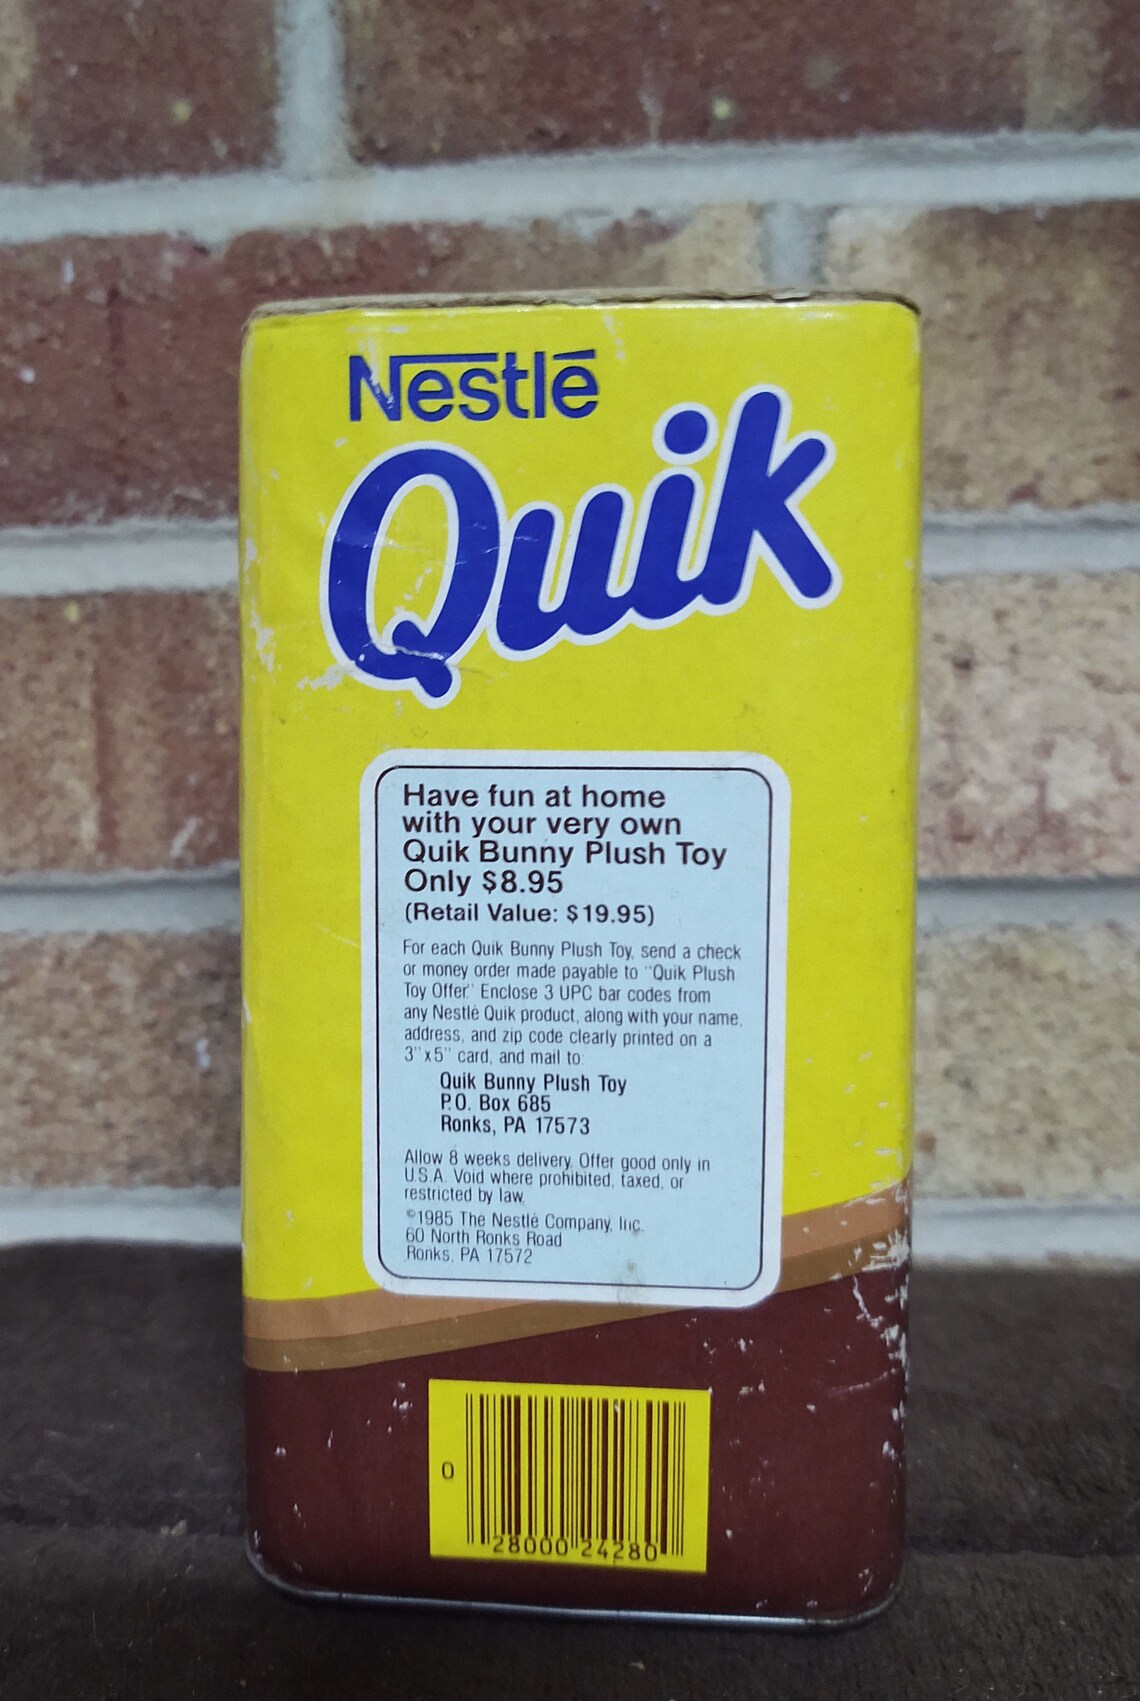 Nestlé
Quik
Have fun at home
with your very own
Quik Bunny Plush Toy
Only $8.95
(Retail Value: $19.95)
For each Quik Bunny Plush Toy, send a check
or money order made payable to "Quik Plush
Toy Offer." Enclose 3 UPC bar codes from
any Nestlé Quik product, along with your name,
address, and zip code clearly printed on a
3" x 5" card, and mail to:
Quik Bunny Plush Toy
P.O. Box 685
Ronks, PA 17573
Allow 8 weeks delivery. Offer good only in
U.S.A. Void where prohibited, taxed, or
restricted by law.
©1985 The Nestlé Company, Inc.
60 North Ronks Road
Ronks, PA 17572
0 28000 24280